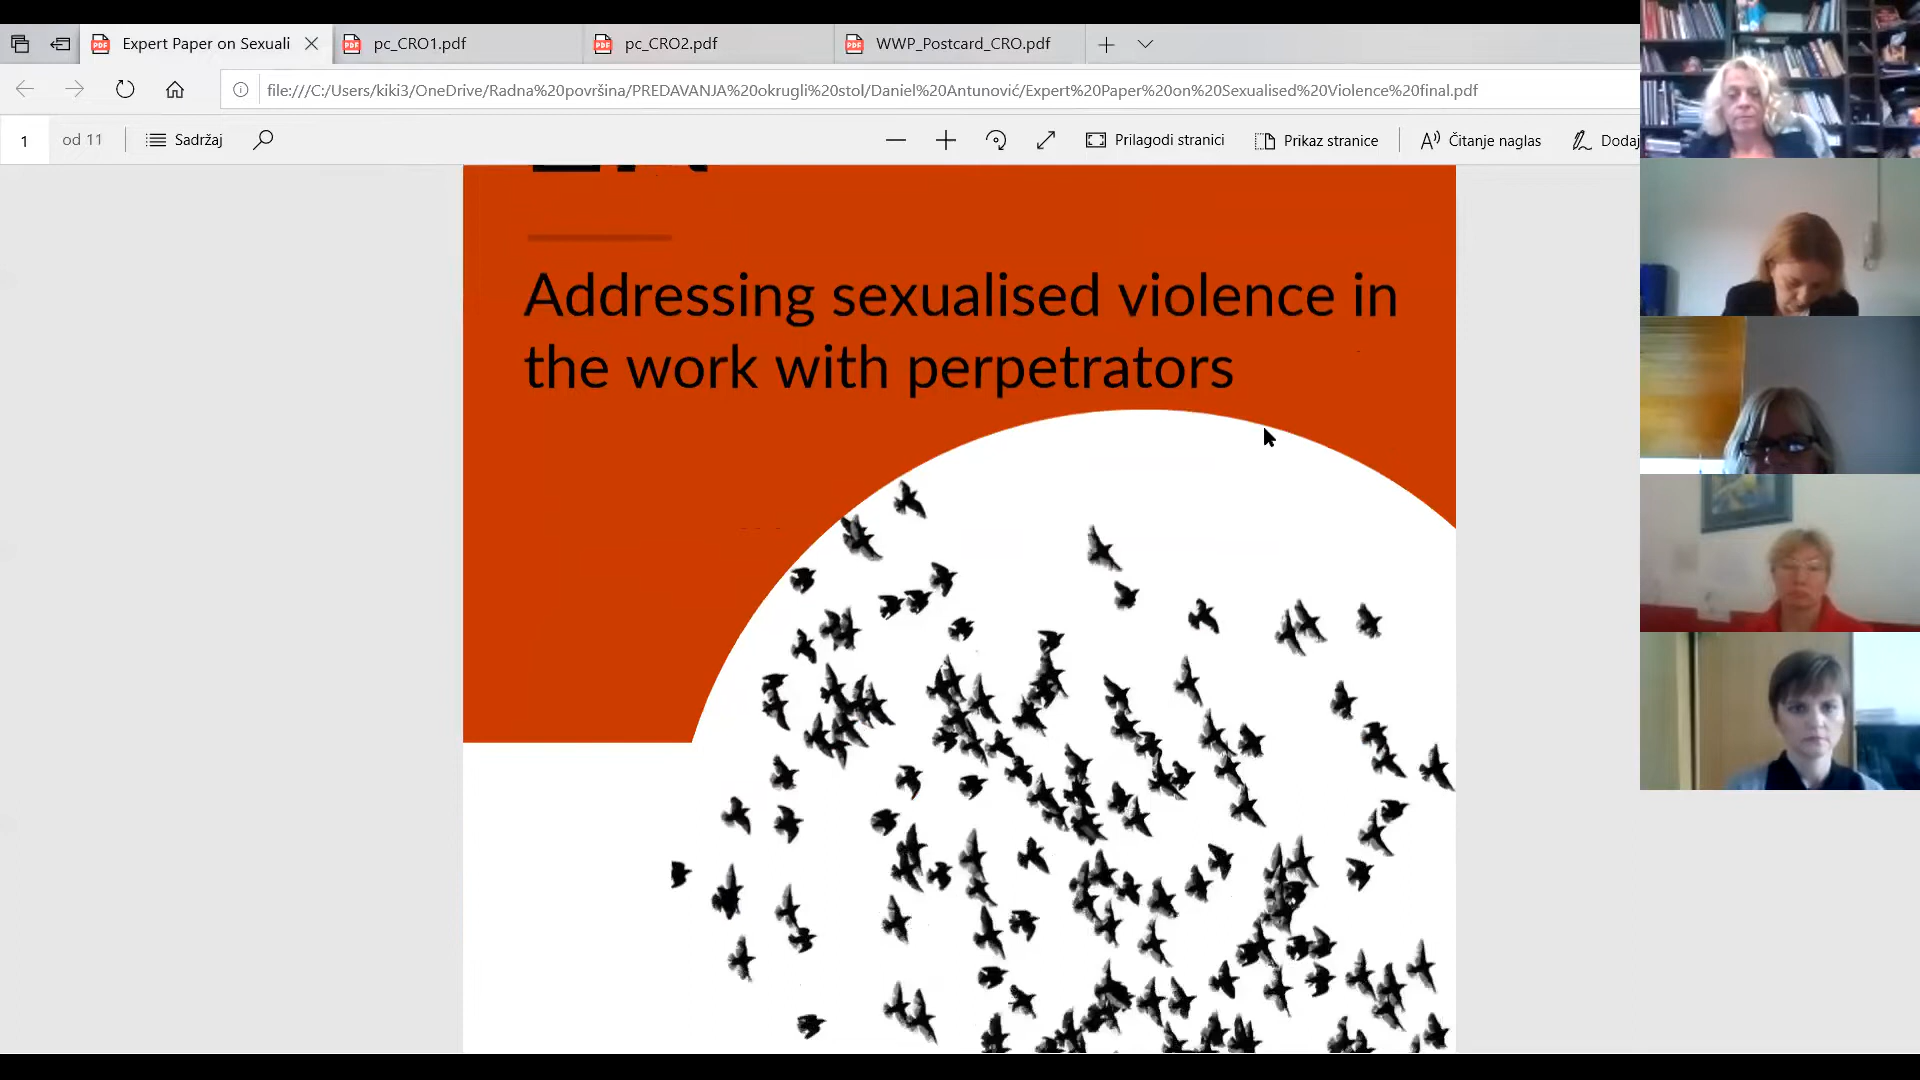 Expert Paper on Sexuali
pc_CRO1.pdf
pc_CRO2.pdf
WWP_Postcard_CRO.pdf
file:///C:/Users/kiki3/OneDrive/Radna%20površina/PREDAVANJA%20okrugli%20stol/Daniel%20Antunović/Expert%20Paper%20on%20Sexualised%20Violence%20final.pdf
1 od 11 Sadržaj Prilagodi stranici Prikaz stranice Čitanje naglas Dodaj
Addressing sexualised violence in
the work with perpetrators